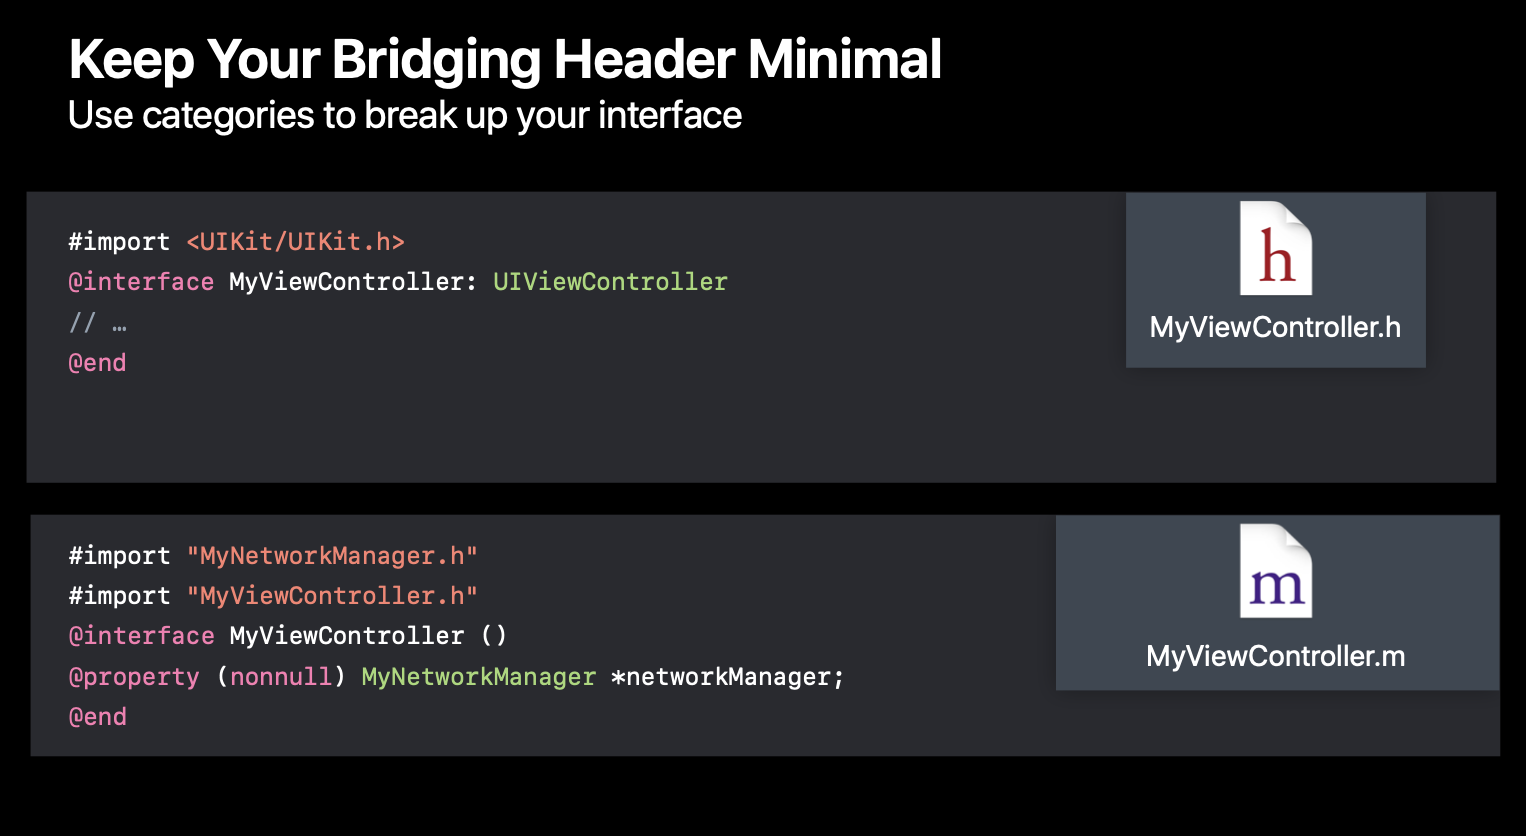 Keep Your Bridging Header Minimal
Use categories to break up your interface
#import <UIKit/UIKit.h>
@interface MyViewController: UIViewController
// …
@end
h
MyViewController.h
#import "MyNetworkManager.h"
#import "MyViewController.h"
@interface MyViewController ()
@property (nonnull) MyNetworkManager *networkManager;
@end
m
MyViewController.m